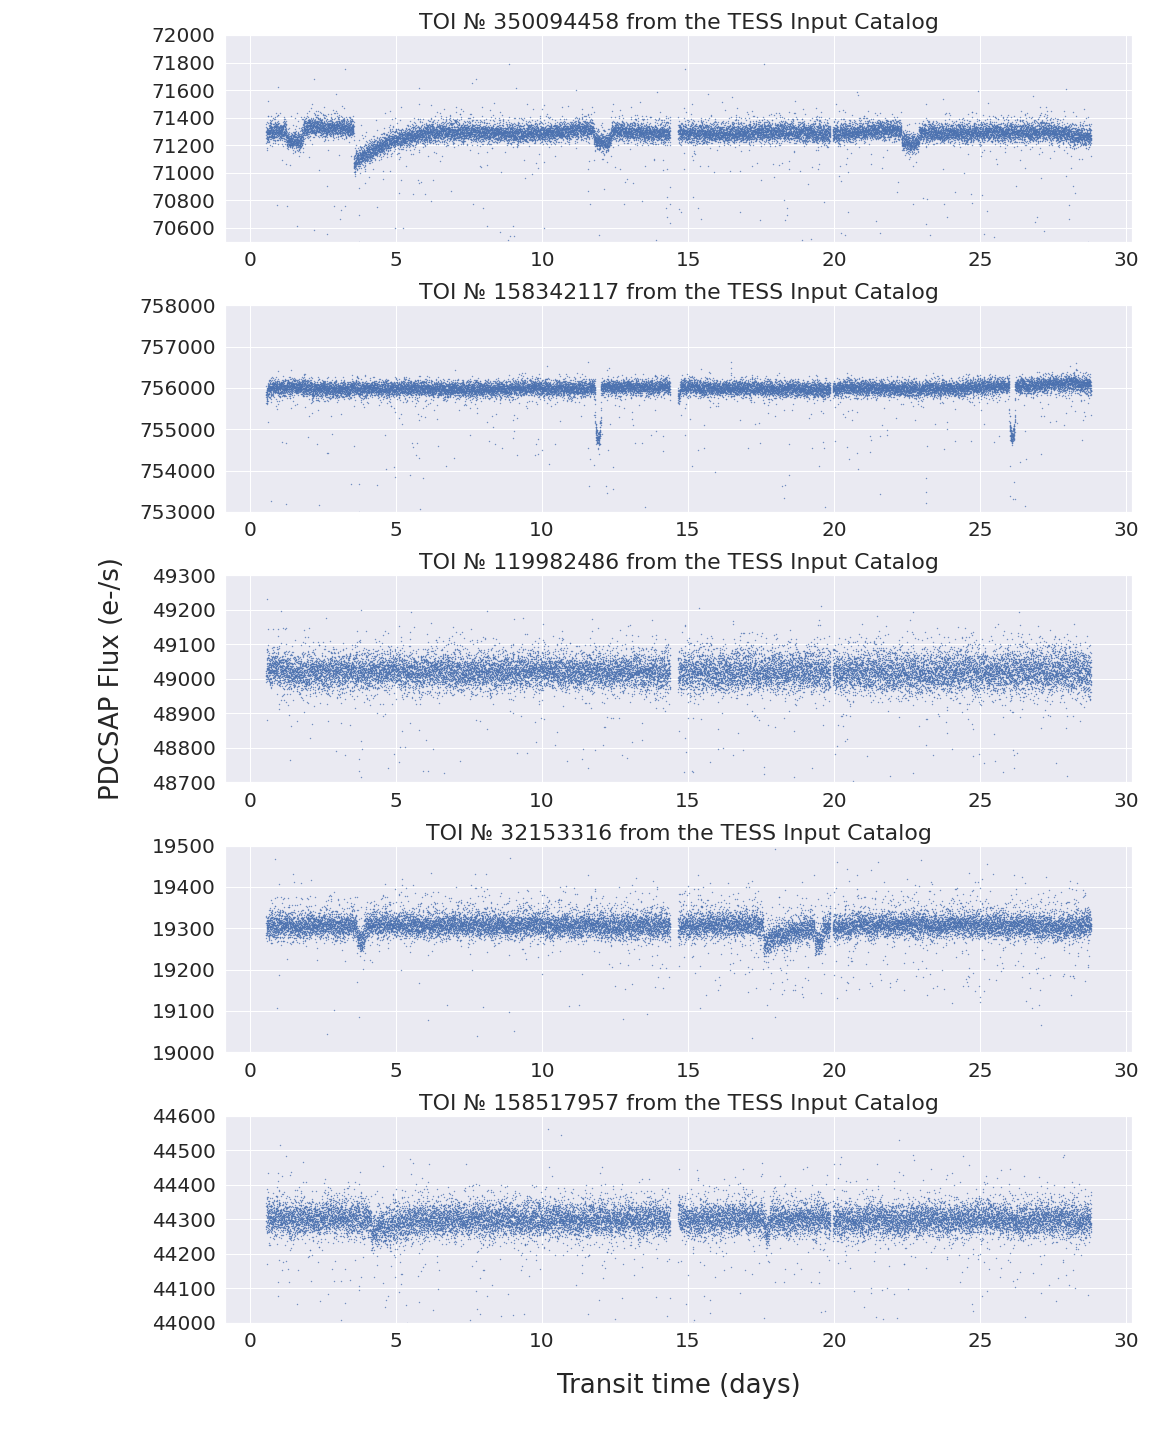 TOI № 350094458 from the TESS Input Catalog
72000
71800
71600
71400
71200
71000
70800
70600
0 5 10 15 20 25 30
TOI № 158342117 from the TESS Input Catalog
758000
757000
756000
755000
754000
753000
0 5 10 15 20 25 30
PDCSAP Flux (e-/s)
TOI № 119982486 from the TESS Input Catalog
49300
49200
49100
49000
48900
48800
48700
0 5 10 15 20 25 30
TOI № 32153316 from the TESS Input Catalog
19500
19400
19300
19200
19100
19000
0 5 10 15 20 25 30
TOI № 158517957 from the TESS Input Catalog
44600
44500
44400
44300
44200
44100
44000
0 5 10 15 20 25 30
Transit time (days)